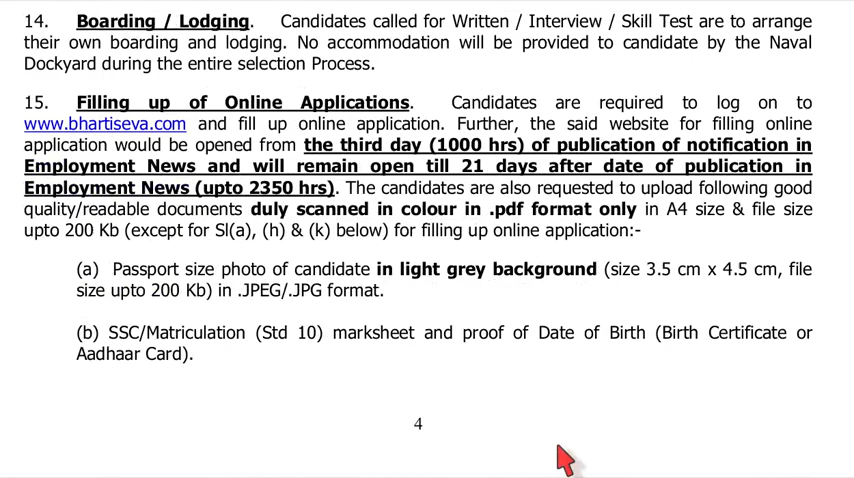 14. Boarding / Lodging. Candidates called for Written / Interview / Skill Test are to arrange
their own boarding and lodging. No accommodation will be provided to candidate by the Naval
Dockyard during the entire selection Process.
15. Filling up of Online Applications. Candidates are required to log on to
www.bhartiseva.com and fill up online application. Further, the said website for filling online
application would be opened from the third day (1000 hrs) of publication of notification in
Employment News and will remain open till 21 days after date of publication in
Employment News (upto 2350 hrs). The candidates are also requested to upload following good
quality/readable documents duly scanned in colour in .pdf format only in A4 size & file size
upto 200 Kb (except for Sl(a), (h) & (k) below) for filling up online application:-
(a) Passport size photo of candidate in light grey background (size 3.5 cm x 4.5 cm, file
size upto 200 Kb) in .JPEG/.JPG format.
(b) SSC/Matriculation (Std 10) marksheet and proof of Date of Birth (Birth Certificate or
Aadhaar Card).
4